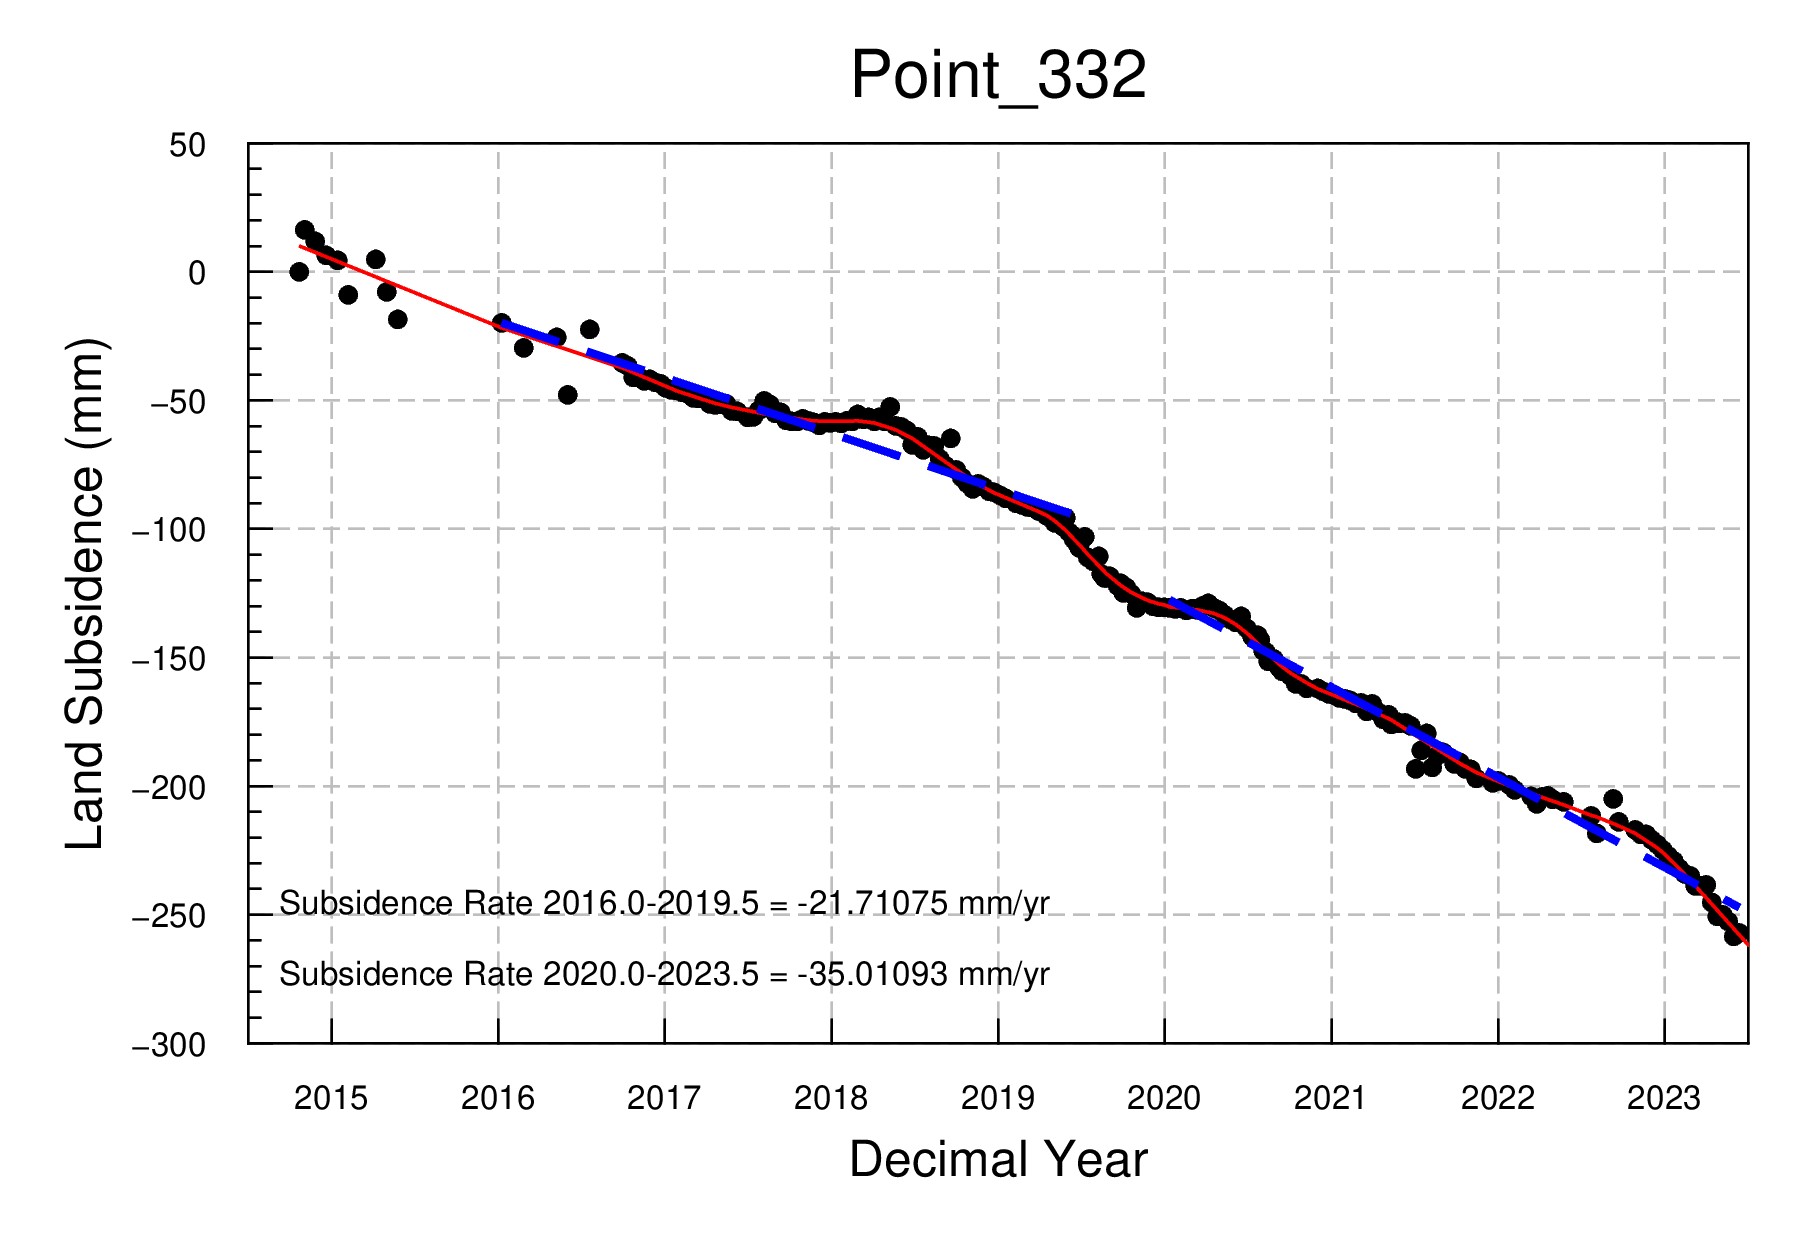 Point_332
50
0
−50
−100
−150
−200
−250
−300
Land Subsidence (mm)
Subsidence Rate 2016.0-2019.5 = -21.71075 mm/yr
Subsidence Rate 2020.0-2023.5 = -35.01093 mm/yr
2015 2016 2017 2018 2019 2020 2021 2022 2023
Decimal Year